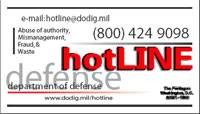 e-mail:hotline@dodig.mil
Abuse of authority,
Mismanagement,
Fraud, &
Waste
(800) 424 9098
hotLINE
defense
department of defense
www.dodig.mil/hotline
The Pentagon
Washington, D.C.